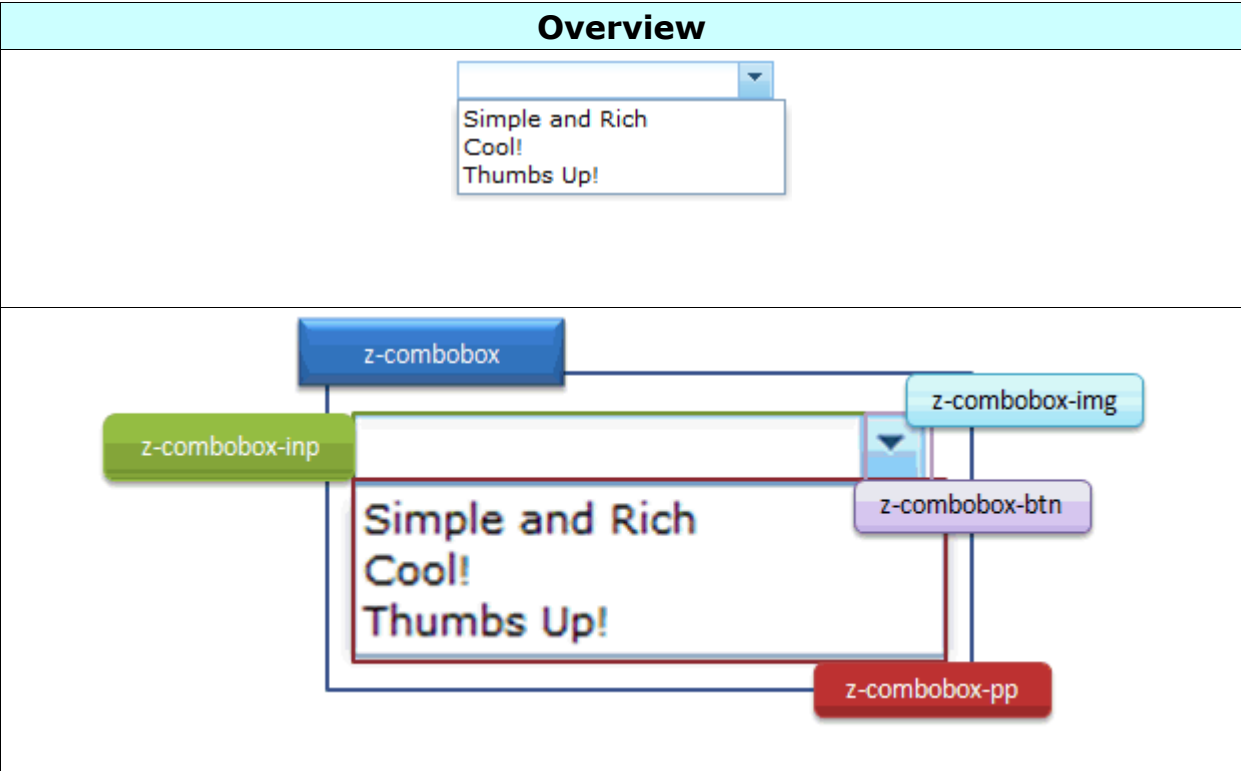 Overview
Simple and Rich
Cool!
Thumbs Up!
z-combobox
z-combobox-img
z-combobox-inp
Simple and Rich
z-combobox-btn
Cool!
Thumbs Up!
z-combobox-pp